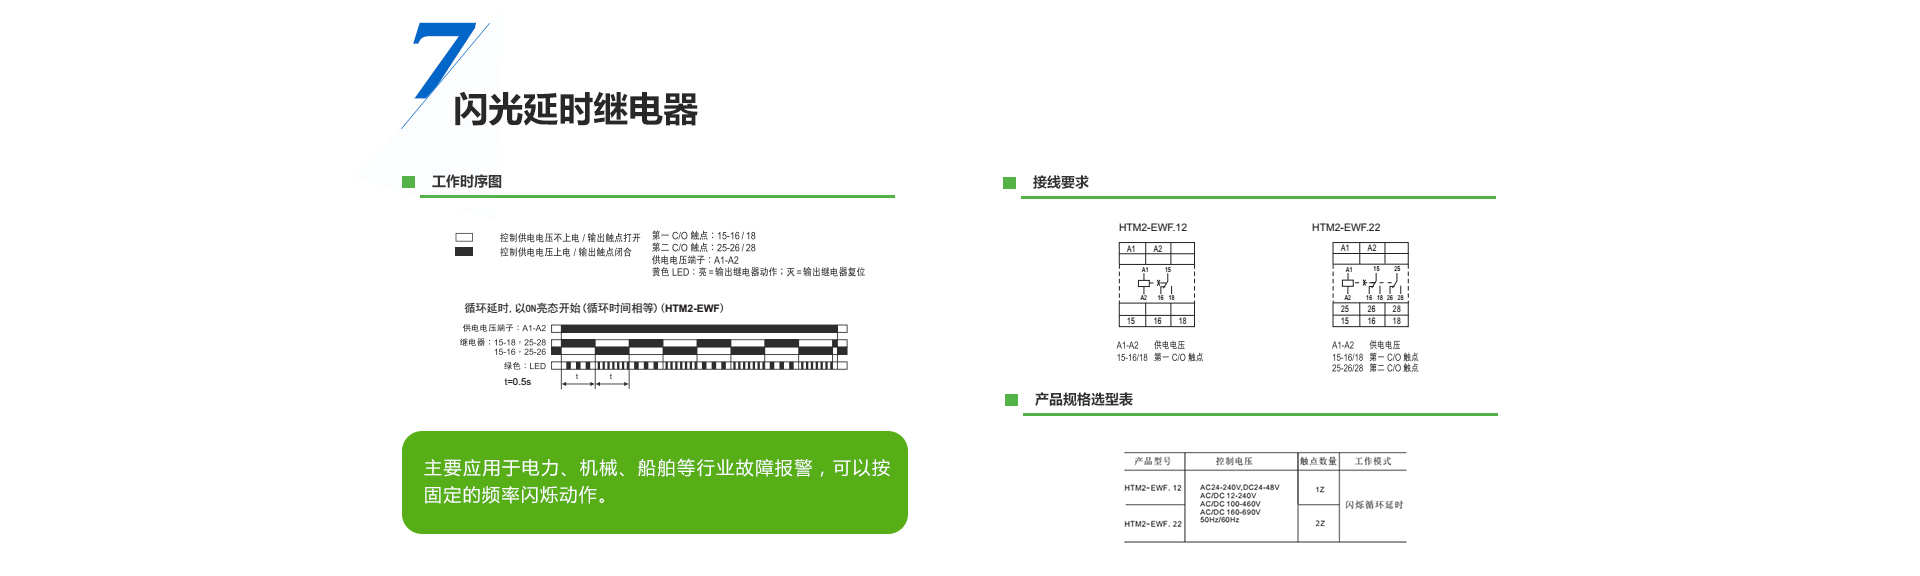 7
闪光延时继电器
工作时序图
控制供电电压不上电 / 输出触点打开
控制供电电压上电 / 输出触点闭合
第一 C/O 触点：15-16 / 18
第二 C/O 触点：25-26 / 28
供电电压端子：A1-A2
黄色 LED：亮 = 输出继电器动作；灭 = 输出继电器复位
循环延时，以ON亮态开始（循环时间相等）(HTM2-EWF)
供电电压端子：A1-A2
继电器：15-18，25-28
15-16，25-26
绿色：LED
t t
t=0.5s
主要应用于电力、机械、船舶等行业故障报警，可以按
固定的频率闪烁动作。
接线要求
HTM2-EWF.12
A1 A2
A1 15
A2 16 18
15 16 18
A1-A2 供电电压
15-16/18 第一 C/O 触点
HTM2-EWF.22
A1 A2
A1 15 25
A2 16 18 26 28
25 26 28
15 16 18
A1-A2 供电电压
15-16/18 第一 C/O 触点
25-26/28 第二 C/O 触点
产品规格选型表
产品型号 控制电压 触点数量 工作模式
HTM2-EWF. 12
AC24-240V,DC24-48V
AC/DC 12-240V
AC/DC 100-460V
AC/DC 160-690V
50Hz/60Hz
1Z
闪烁循环延时
HTM2-EWF. 22
2Z